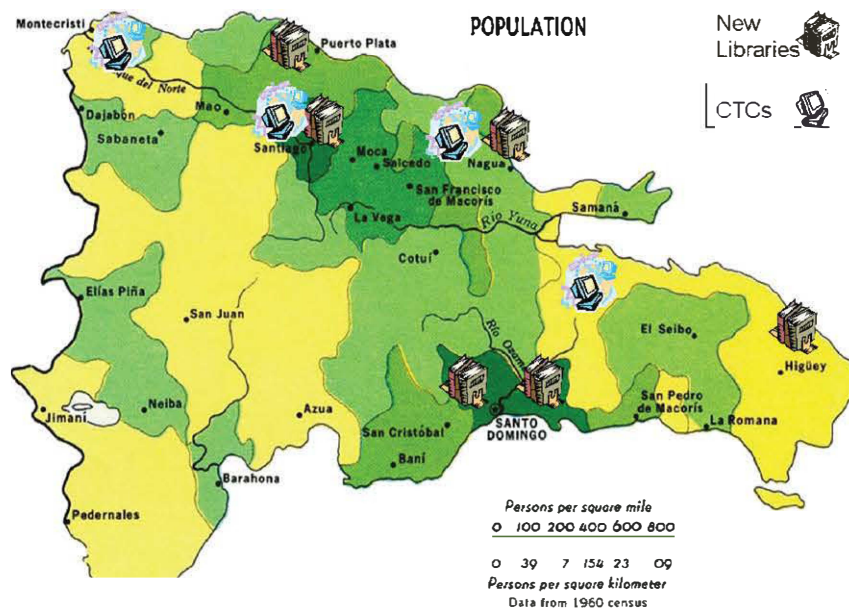 POPULATION
New
Libraries
CTCs
Montecristi
Puerto Plata
que del Norte
Dajabón
Mao
Sabaneta
Santiago
Moca
Salcedo
Nagua
San Francisco
de Macorís
La Vega
Río Yuna
Samaná
Cotuí
Elías Piña
San Juan
Río Ozama
El Seibo
Higüey
Jimaní
Neiba
Azua
San Cristóbal
SANTO
DOMINGO
San Pedro
de Macorís
La Romana
Baní
Barahona
Pedernales
Persons per square mile
0 100 200 400 600 800
0 39 7 154 23 09
Persons per square kilometer
Data from 1960 census